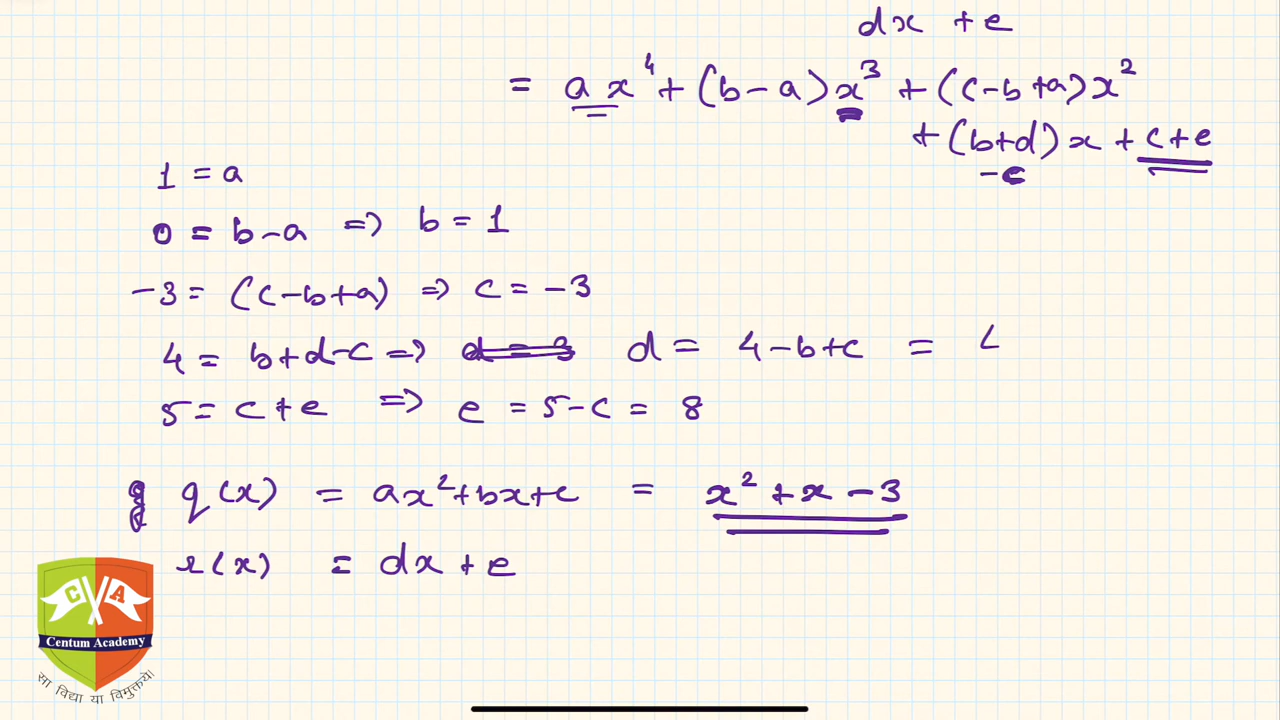 dx + e
= a x⁴ + (b - a) x³ + (c - b + a) x²
+ (b + d) x + c + e
- c
1 = a
0 = b - a => b = 1
-3 = (c - b + a) => c = -3
4 = b + d - c => d = 3 d = 4 - b + c =
5 = c + e => e = 5 - c = 8
q(x) = ax² + bx + c = x² + x - 3
r(x) = dx + e
C A
Centum Academy
सा विद्या या विमुक्तये।